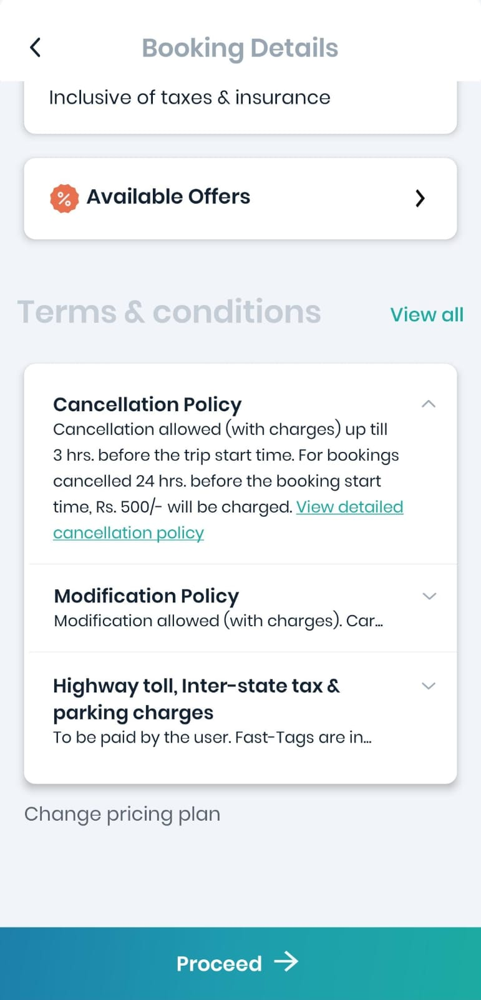 Booking Details
Inclusive of taxes & insurance
% Available Offers
Terms & conditions
View all
Cancellation Policy
Cancellation allowed (with charges) up till
3 hrs. before the trip start time. For bookings
cancelled 24 hrs. before the booking start
time, Rs. 500/- will be charged. View detailed
cancellation policy
Modification Policy
Modification allowed (with charges). Car...
Highway toll, Inter-state tax &
parking charges
To be paid by the user. Fast-Tags are in...
Change pricing plan
Proceed →